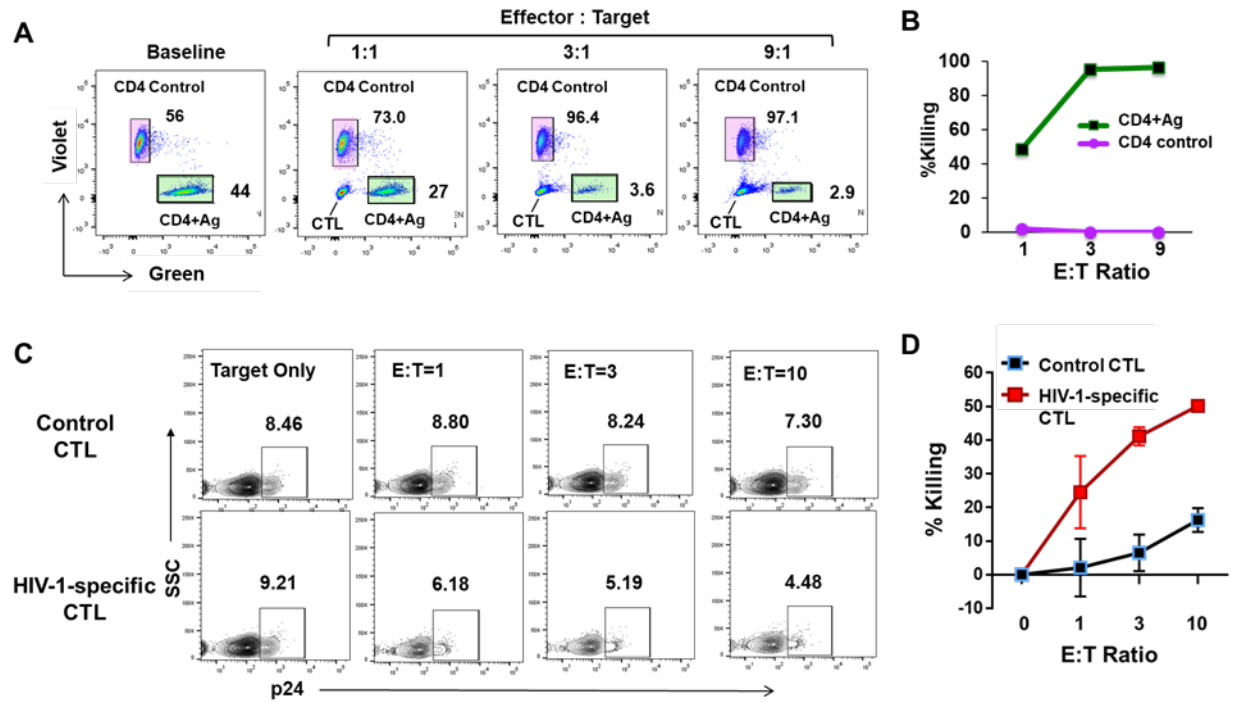 A
Effector : Target
Baseline
1:1
3:1
9:1
Violet
CD4 Control
56
44
CD4+Ag
CD4 Control
73.0
27
CTL
CD4+Ag
CD4 Control
96.4
3.6
CTL
CD4+Ag
CD4 Control
97.1
2.9
CTL
CD4+Ag
Green
B
%Killing
100
80
60
40
20
0
CD4+Ag
CD4 control
1
3
9
E:T Ratio
C
Control
CTL
Target Only
8.46
E:T=1
8.80
E:T=3
8.24
E:T=10
7.30
HIV-1-specific
CTL
SSC
9.21
6.18
5.19
4.48
p24
D
Control CTL
HIV-1-specific
CTL
% Killing
60
50
40
30
20
10
0
-10
0
1
3
10
E:T Ratio